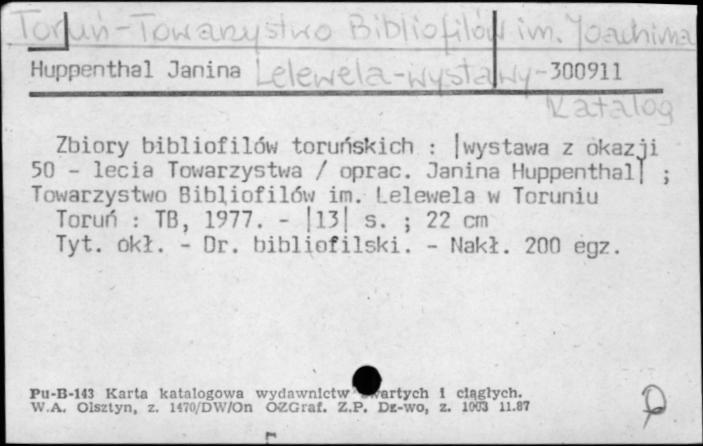 Toruń-Towarzystwo Bibliofilów im. Joachima
Huppenthal Janina Lelewela-wystawy-300911
Katalog
Zbiory bibliofilów toruńskich : |wystawa z okazji
50 - lecia Towarzystwa / oprac. Janina Huppenthal| ;
Towarzystwo Bibliofilów im. Lelewela w Toruniu
Toruń : TB, 1977. - |13| s. ; 22 cm
Tyt. okł. - Dr. bibliofilski. - Nakł. 200 egz.
Pu-B-143 Karta katalogowa wydawnictw zwartych i ciągłych.
W.A. Olsztyn, z. 1470/DW/On OZGraf. Z.P. Dz-wo, z. 1003 11.87